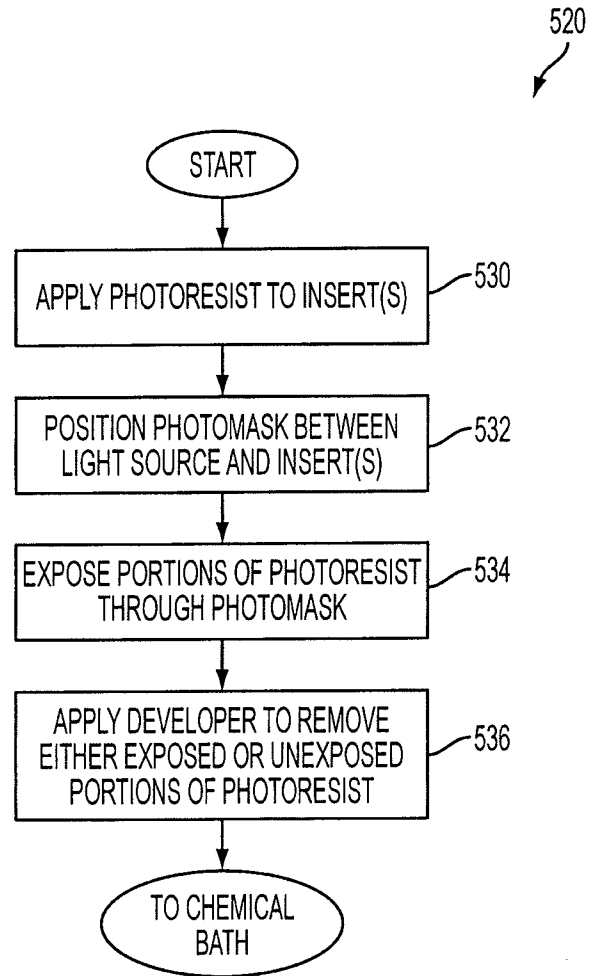 520
START
APPLY PHOTORESIST TO INSERT(S)
530
POSITION PHOTOMASK BETWEEN
LIGHT SOURCE AND INSERT(S)
532
EXPOSE PORTIONS OF PHOTORESIST
THROUGH PHOTOMASK
534
APPLY DEVELOPER TO REMOVE
EITHER EXPOSED OR UNEXPOSED
PORTIONS OF PHOTORESIST
536
TO CHEMICAL
BATH